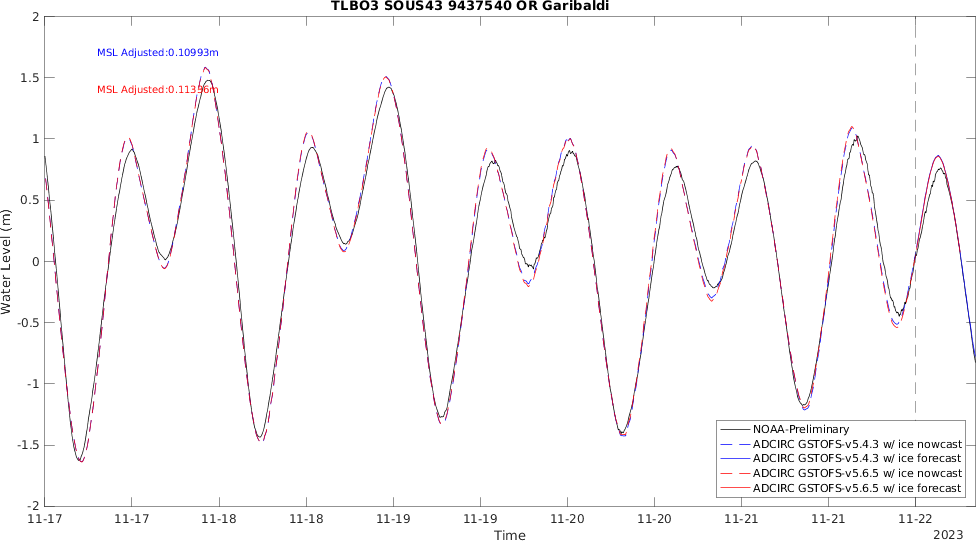 TLBO3 SOUS43 9437540 OR Garibaldi
2
MSL Adjusted:0.10993m
1.5
MSL Adjusted:0.11396m
1
0.5
0
-0.5
-1
-1.5
-2
Water Level (m)
NOAA-Preliminary
ADCIRC GSTOFS-v5.4.3 w/ ice nowcast
ADCIRC GSTOFS-v5.4.3 w/ ice forecast
ADCIRC GSTOFS-v5.6.5 w/ ice nowcast
ADCIRC GSTOFS-v5.6.5 w/ ice forecast
11-17 11-17 11-18 11-18 11-19 11-19 11-20 11-20 11-21 11-21 11-22
Time
2023